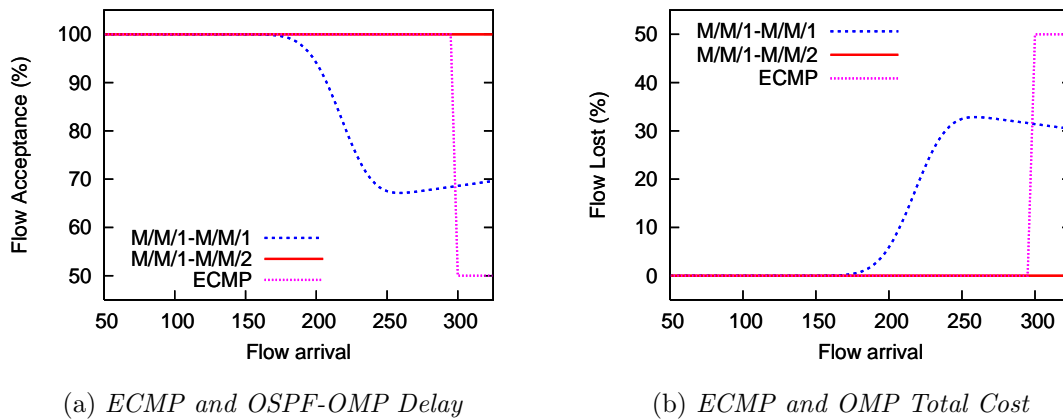 100
90
80
70
60
50
Flow Acceptance (%)
M/M/1-M/M/1
M/M/1-M/M/2
ECMP
50 100 150 200 250 300
Flow arrival
(a) ECMP and OSPF-OMP Delay
50
40
30
20
10
0
Flow Lost (%)
M/M/1-M/M/1
M/M/1-M/M/2
ECMP
50 100 150 200 250 300
Flow arrival
(b) ECMP and OMP Total Cost